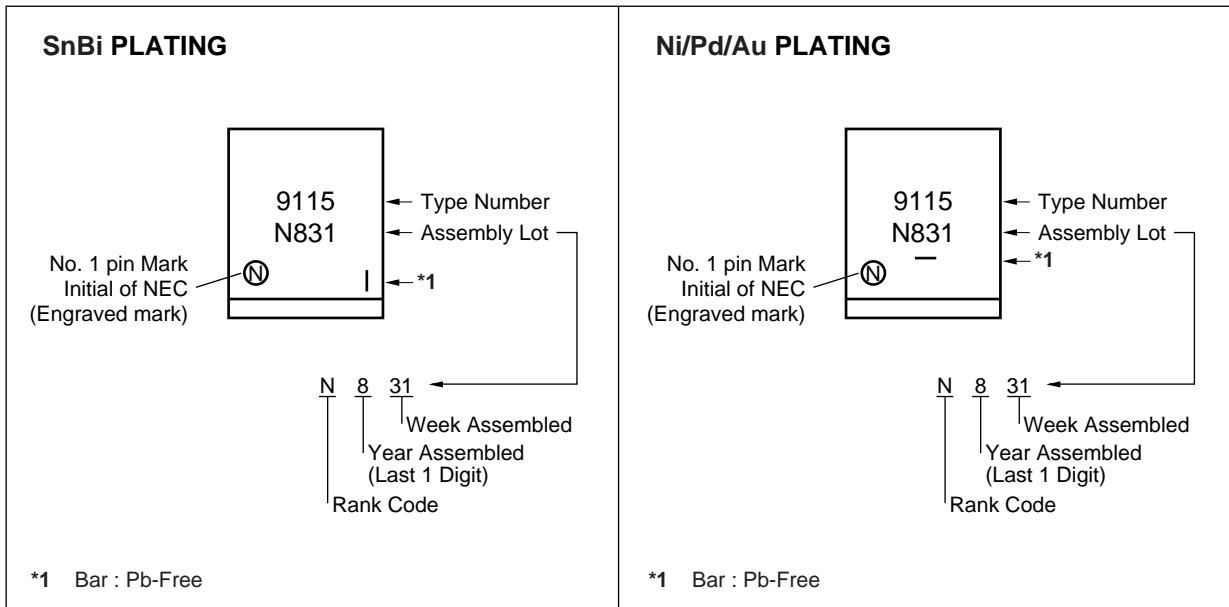 SnBi PLATING
9115
N831
Type Number
Assembly Lot
No. 1 pin Mark
Initial of NEC
(Engraved mark)
N
*1
N 8 31
Week Assembled
Year Assembled
(Last 1 Digit)
Rank Code
*1 Bar : Pb-Free
Ni/Pd/Au PLATING
9115
N831
Type Number
Assembly Lot
*1
No. 1 pin Mark
Initial of NEC
(Engraved mark)
N
N 8 31
Week Assembled
Year Assembled
(Last 1 Digit)
Rank Code
*1 Bar : Pb-Free